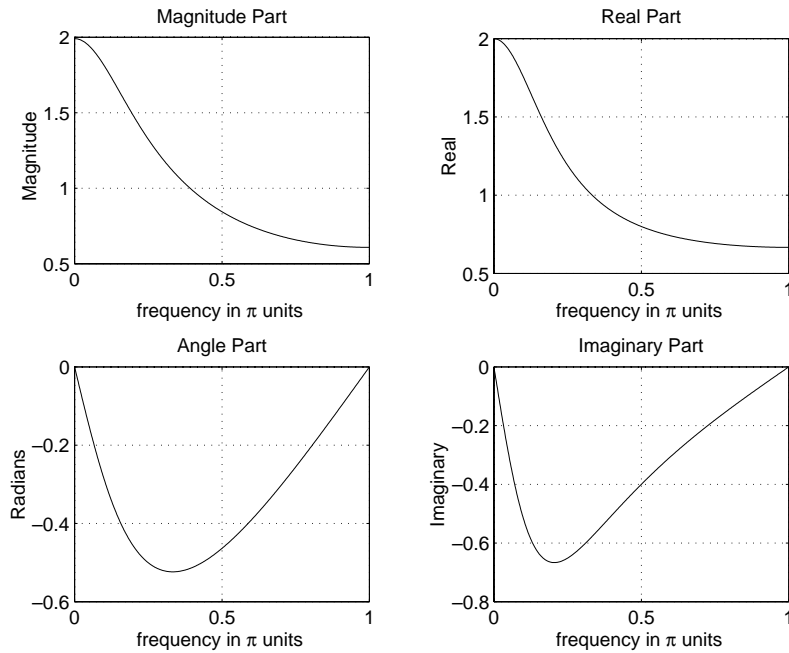 Magnitude Part
2
1.5
1
0.5
Magnitude
0
0.5
1
frequency in π units
Real Part
2
1.5
1
0.5
Real
0
0.5
1
frequency in π units
Angle Part
0
−0.2
−0.4
−0.6
Radians
0
0.5
1
frequency in π units
Imaginary Part
0
−0.2
−0.4
−0.6
−0.8
Imaginary
0
0.5
1
frequency in π units